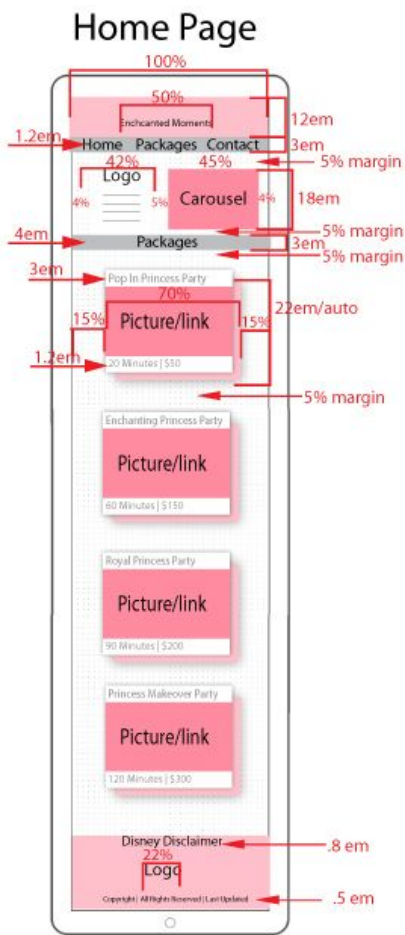 Home Page
100%
50%
Enchcanted Moments
12em
1.2em
Home Packages Contact
3em
5% margin
42%
45%
Logo
4%
5%
Carousel
4%
18em
5% margin
4em
Packages
3em
5% margin
3em
Pop In Princess Party
70%
22em/auto
15%
Picture/link
15%
1.2em
20 Minutes | $50
5% margin
Enchanting Princess Party
Picture/link
60 Minutes | $150
Royal Princess Party
Picture/link
90 Minutes | $200
Princess Makeover Party
Picture/link
120 Minutes | $300
Disney Disclaimer
.8 em
22%
Logo
Copyright | All Rights Reserved | Last Updated
.5 em